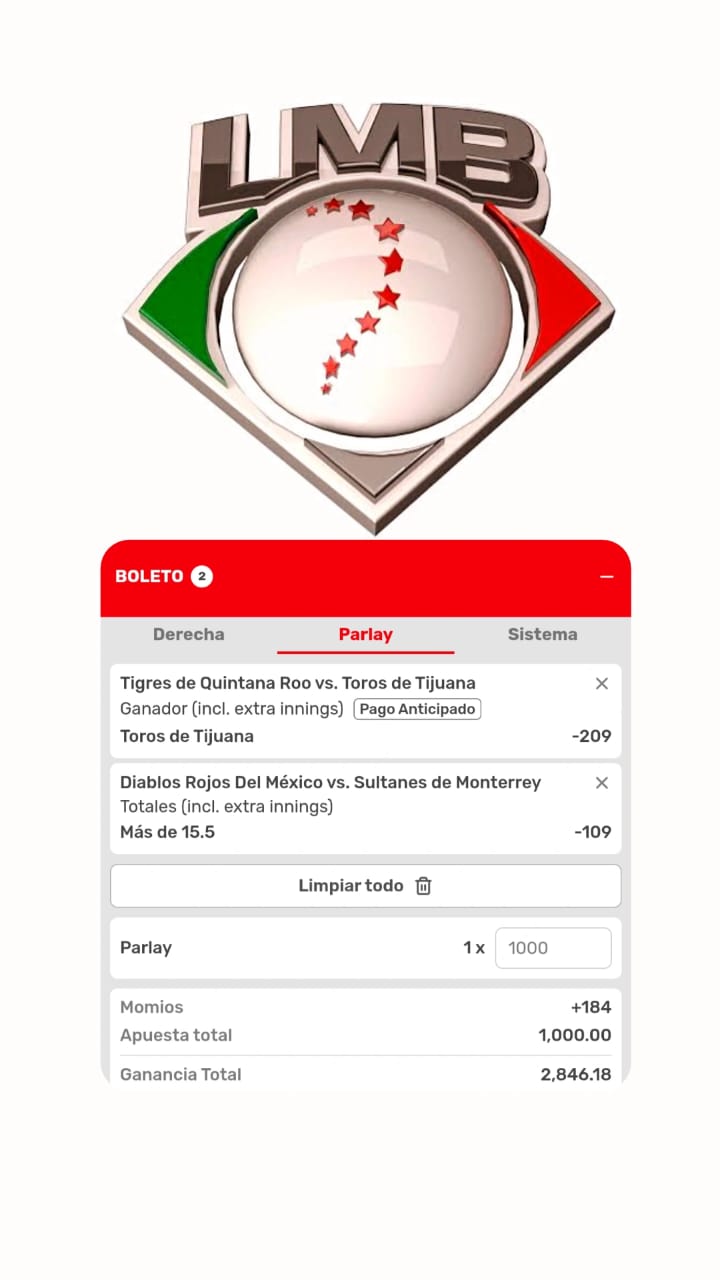 LMB
BOLETO 2
Derecha Parlay Sistema
Tigres de Quintana Roo vs. Toros de Tijuana
Ganador (incl. extra innings) Pago Anticipado
Toros de Tijuana -209
Diablos Rojos Del México vs. Sultanes de Monterrey
Totales (incl. extra innings)
Más de 15.5 -109
Limpiar todo
Parlay 1 x 1000
Momios +184
Apuesta total 1,000.00
Ganancia Total 2,846.18